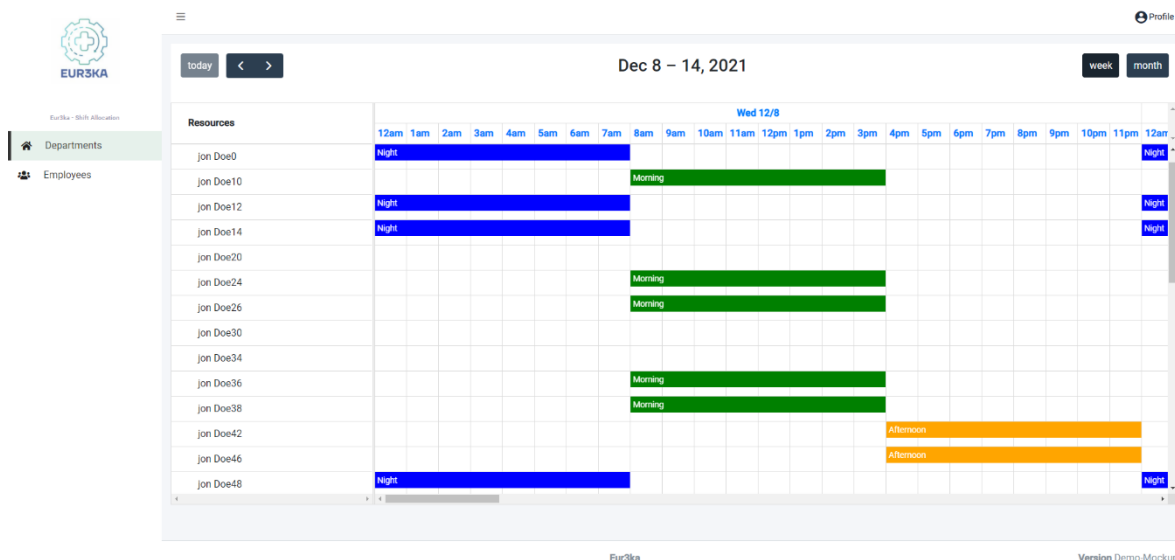 EUR3KA
Eur3ka - Shift Allocation
Departments
Employees
Profile
today
Dec 8 – 14, 2021
week month
Resources
Wed 12/8
12am 1am 2am 3am 4am 5am 6am 7am 8am 9am 10am 11am 12pm 1pm 2pm 3pm 4pm 5pm 6pm 7pm 8pm 9pm 10pm 11pm 12am
jon Doe0 Night Night
jon Doe10 Morning
jon Doe12 Night Night
jon Doe14 Night Night
jon Doe20
jon Doe24 Morning
jon Doe26 Morning
jon Doe30
jon Doe34
jon Doe36 Morning
jon Doe38 Morning
jon Doe42 Afternoon
jon Doe46 Afternoon
jon Doe48 Night Night
Eur3ka
Version Demo-Mockup